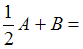 ½ A + B =